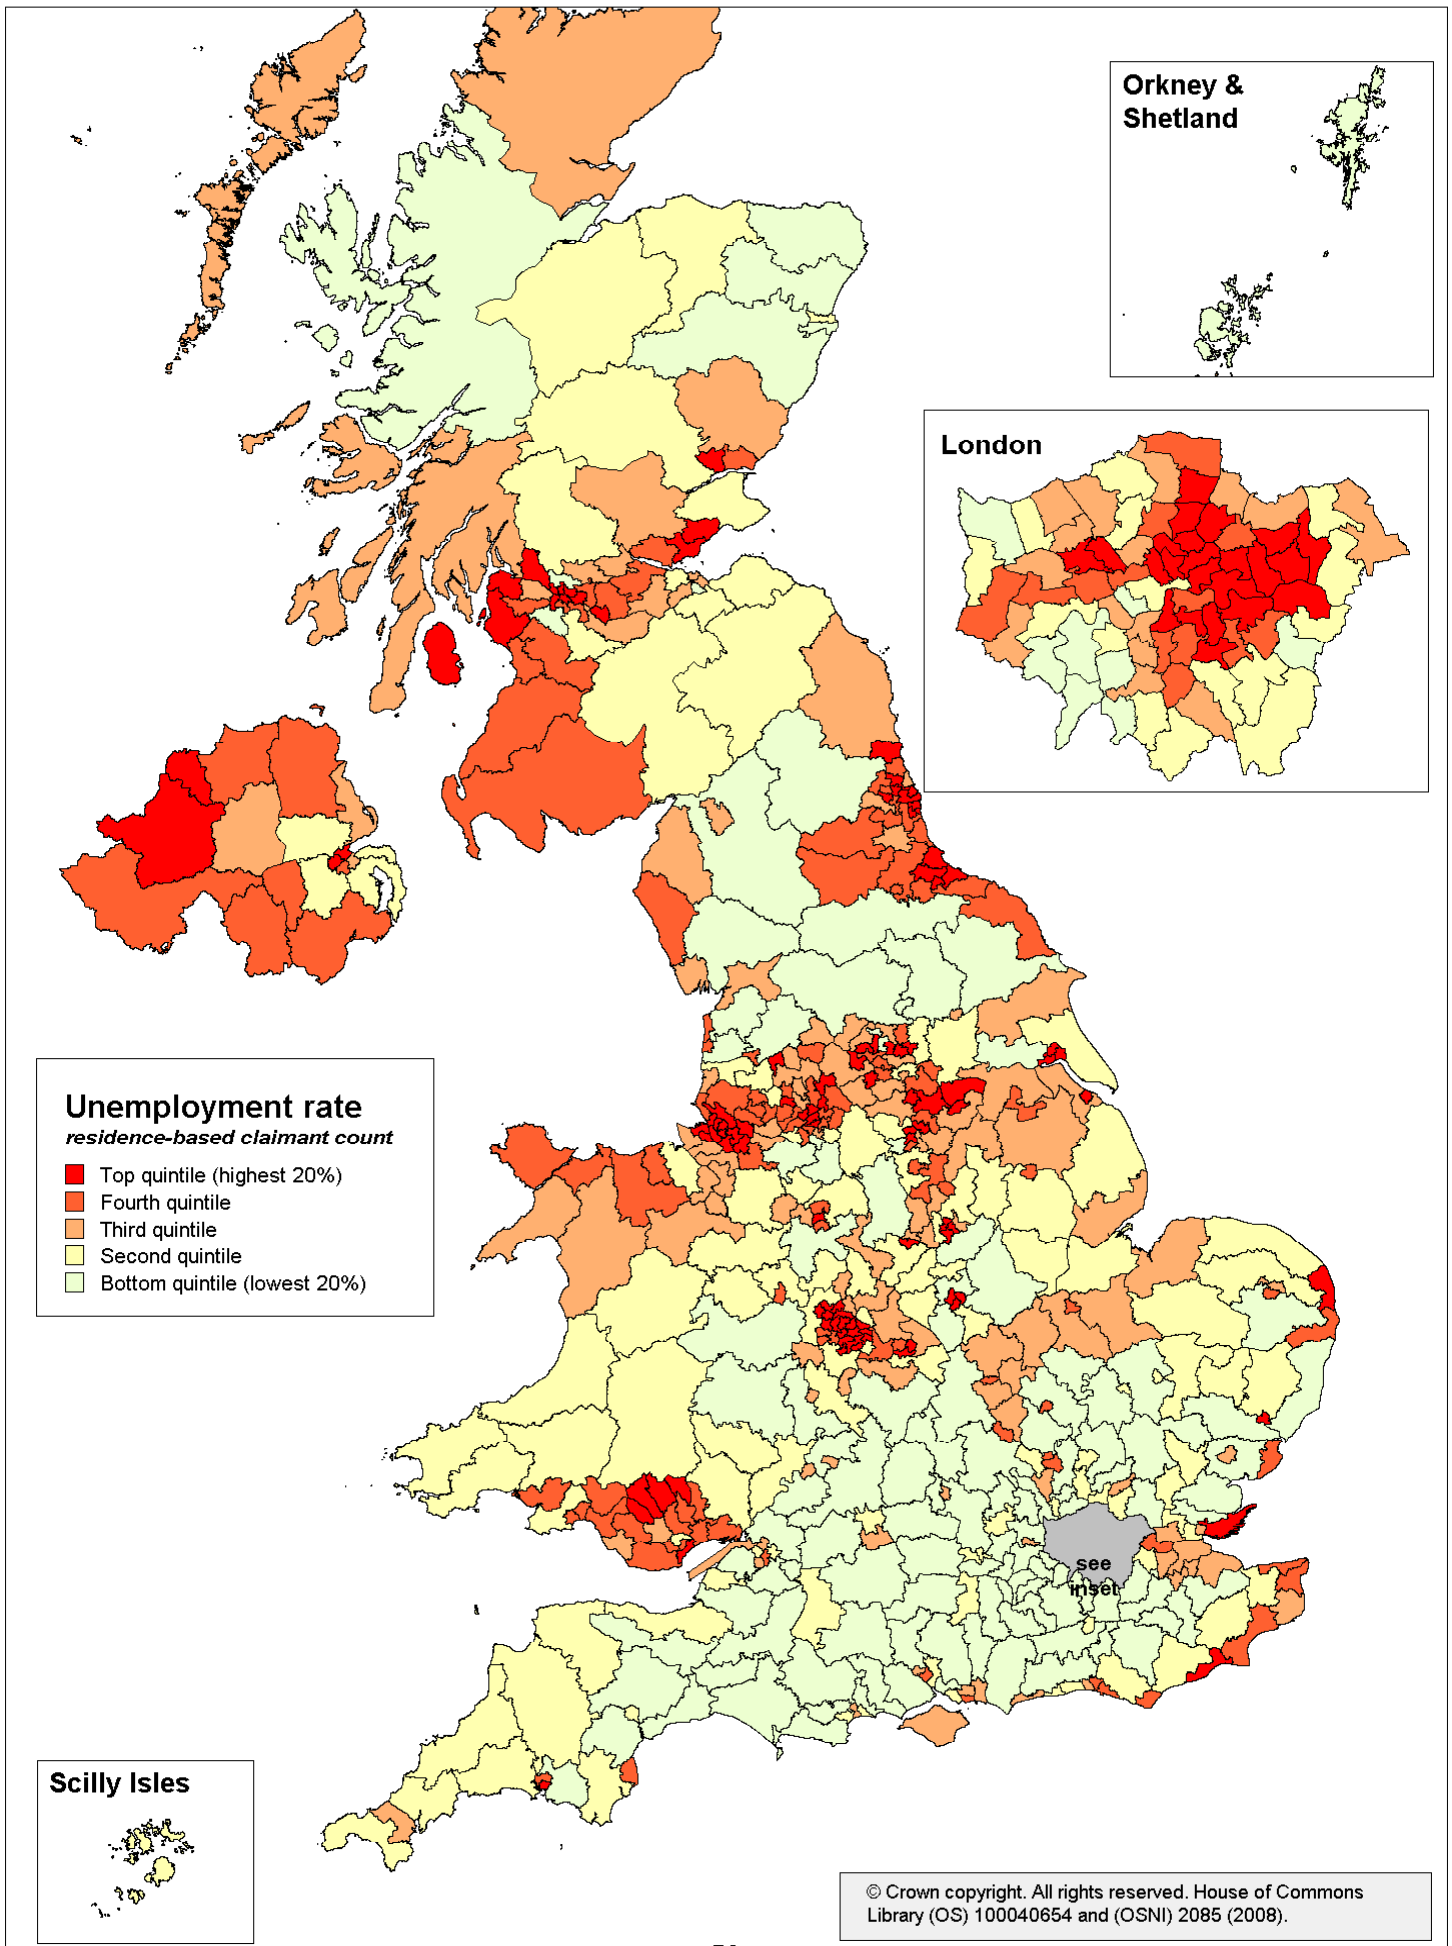 Orkney &
Shetland
London
Unemployment rate
residence-based claimant count
Top quintile (highest 20%)
Fourth quintile
Third quintile
Second quintile
Bottom quintile (lowest 20%)
see
inset
Scilly Isles
© Crown copyright. All rights reserved. House of Commons
Library (OS) 100040654 and (OSNI) 2085 (2008).